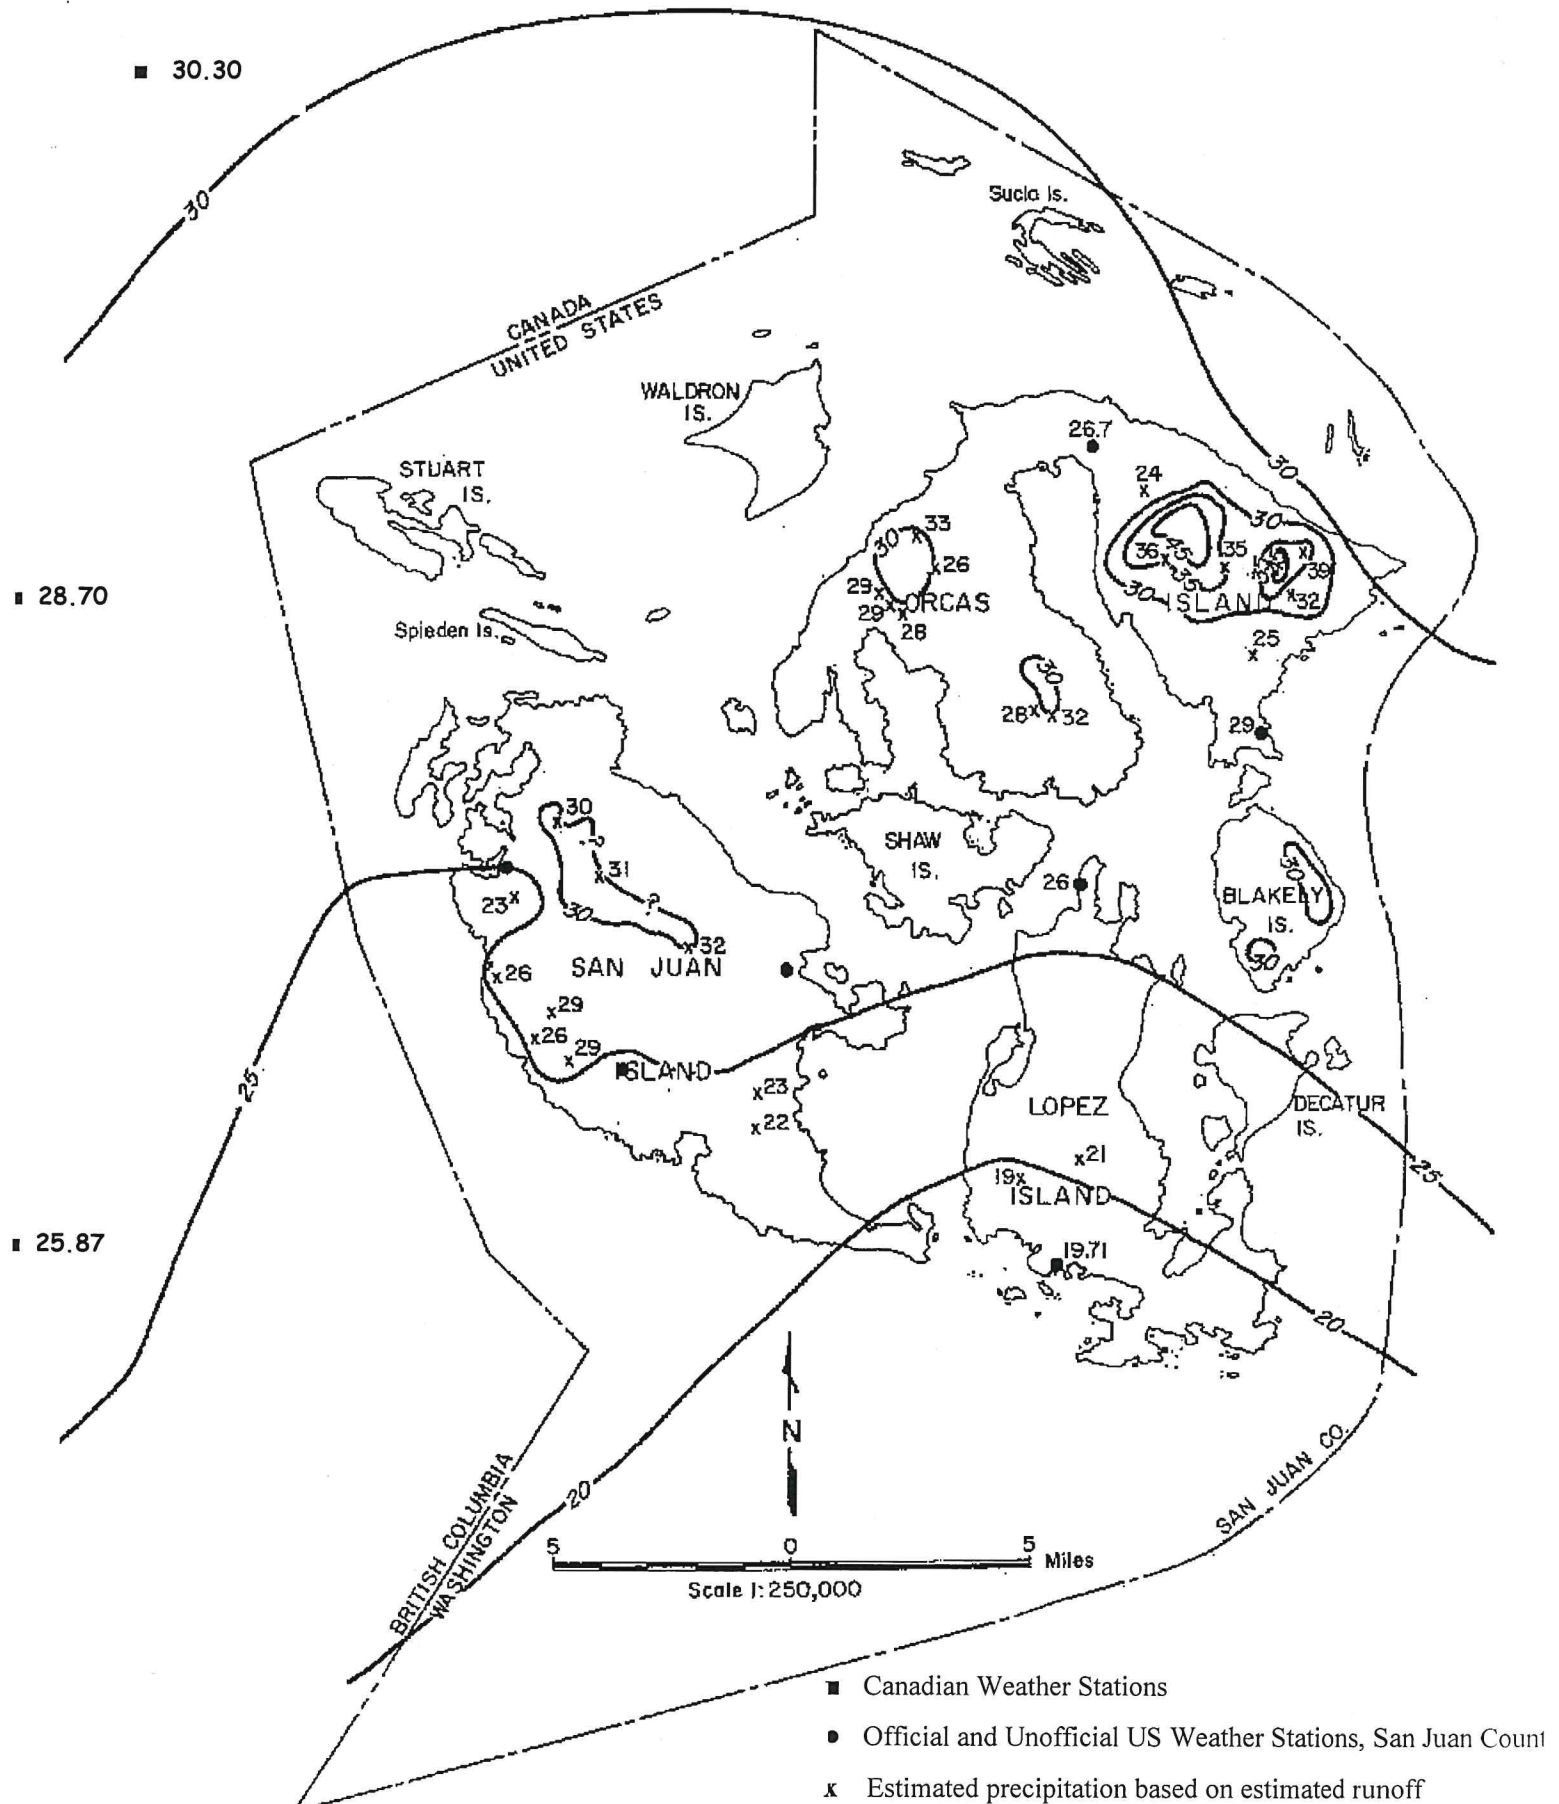 30.30
30
Sucia Is.
CANADA
UNITED STATES
WALDRON
IS.
26.7
30
STUART
IS.
24
30
33
30
26
36
45
35
35
39
28.70
29
ORCAS
30
ISLAND
32
29
28
Spieden Is.
25
30
28
32
29
30
?
SHAW
IS.
31
30
26
BLAKELY
IS.
23
30
?
32
30
26
SAN JUAN
29
26
29
ISLAND
25
23
22
LOPEZ
DECATUR
IS.
21
19
ISLAND
25
25.87
19.71
20
N
BRITISH COLUMBIA
WASHINGTON
20
SAN JUAN CO.
5 0 5 Miles
Scale 1:250,000
Canadian Weather Stations
Official and Unofficial US Weather Stations, San Juan Count
x Estimated precipitation based on estimated runoff